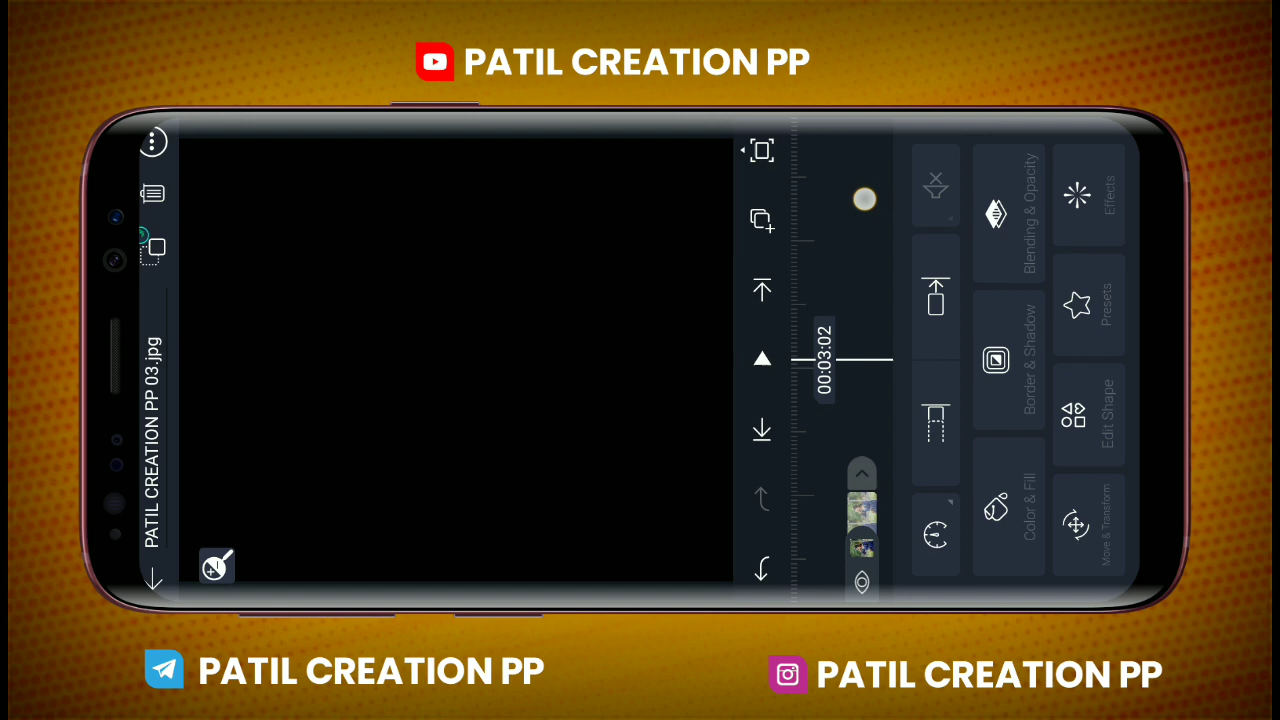 PATIL CREATION PP
PATIL CREATION PP 03.jpg
00:03:02
Blending & Opacity
Border & Shadow
Color & Fill
Effects
Presets
Edit Shape
Move & Transform
PATIL CREATION PP
PATIL CREATION PP